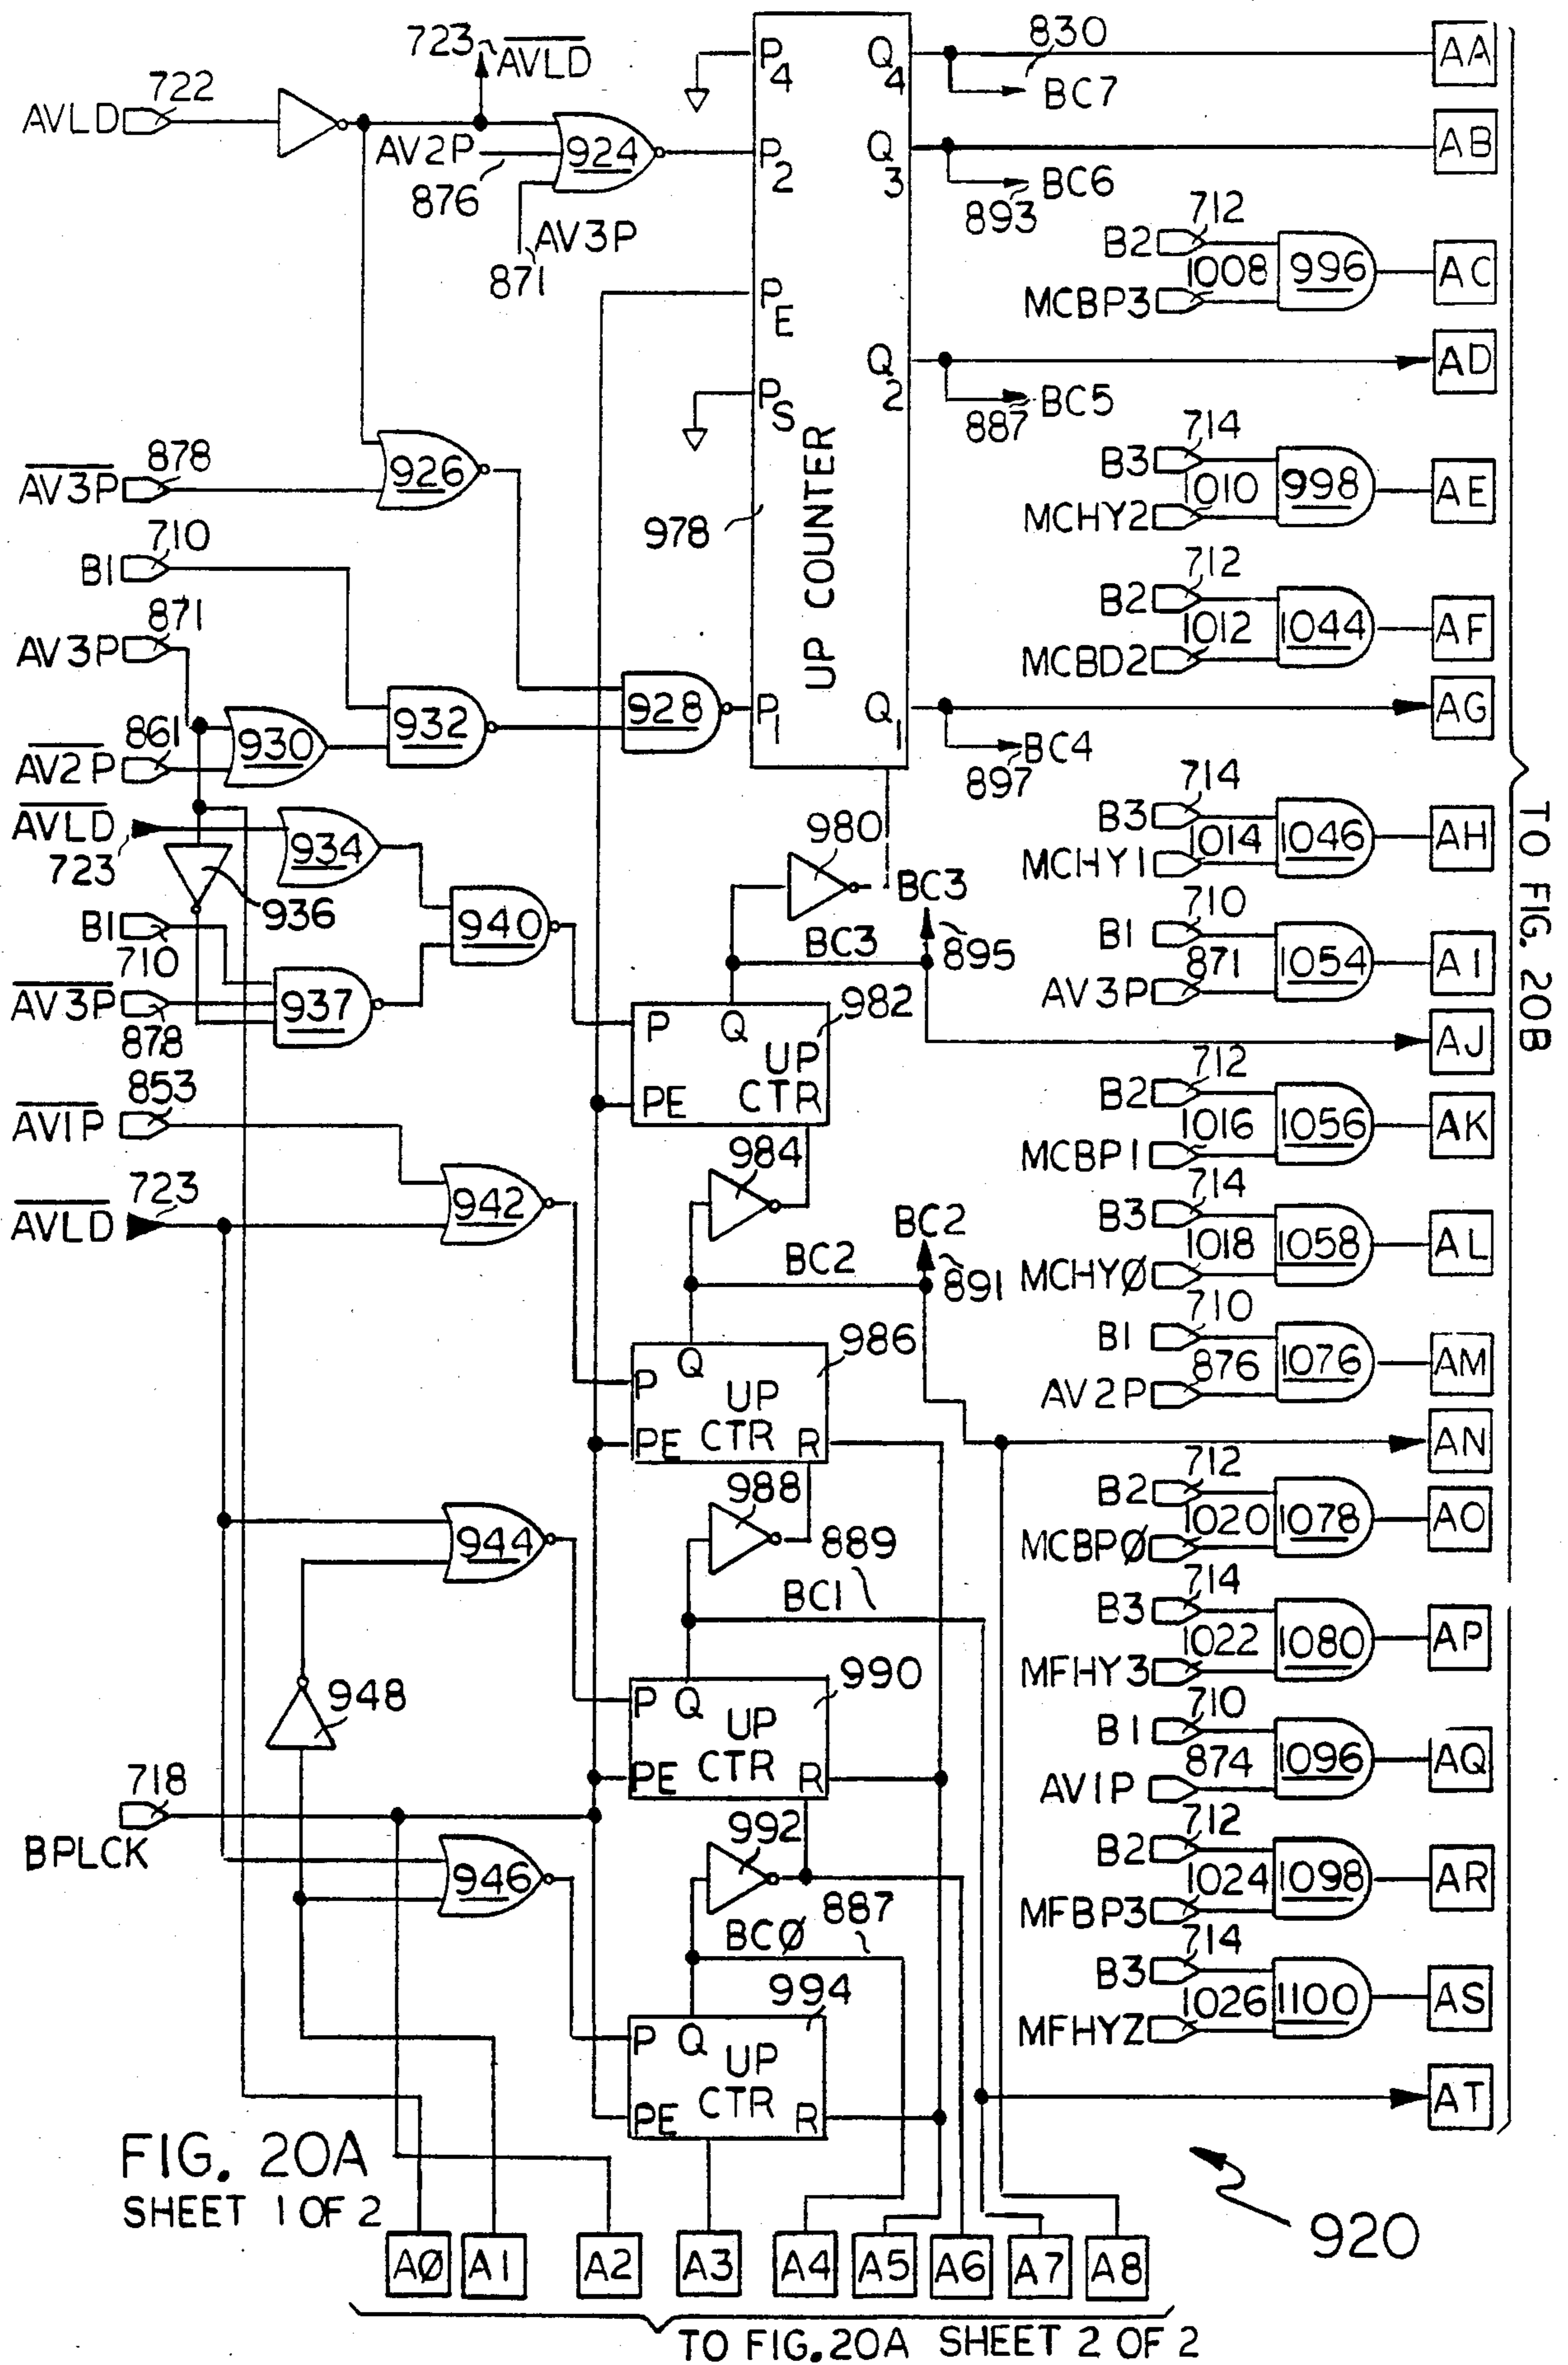 723 A̅V̅L̅D̅
830
AVLD 722
P4 Q4 AA
BC7
AV2P 924 P2
876
AV3P
871
Q3 AB
BC6
893
B2 712
1008 996 AC
MCBP3
PE
Q2 AD
BC5
887
PS
A̅V̅3̅P̅ 878
926
978
UP COUNTER
B3 714
1010 998 AE
MCHY2
B1 710
B2 712
1012 1044 AF
MCBD2
AV3P 871
932 928 P1 Q1 AG
BC4
897
A̅V̅2̅P̅ 861
930
A̅V̅L̅D̅
723
934
936
980
BC3
BC3
895
B3 714
1014 1046 AH
MCHY1
B1
710
940
937
A̅V̅3̅P̅
878
B1 710
871 1054 AI
AV3P
P Q 982
UP
CTR
PE
AJ
A̅V̅1̅P̅ 853
984
B2 712
1016 1056 AK
MCBP1
A̅V̅L̅D̅ 723
942
BC2
BC2
891
B3 714
1018 1058 AL
MCHYØ
986
Q
P UP
PE CTR R
B1 710
876 1076 AM
AV2P
AN
944
988
889
BC1
B2 712
1020 1078 AO
MCBPØ
B3 714
1022 1080 AP
MFHY3
948
990
P Q
UP
PE CTR R
B1 710
874 1096 AQ
AV1P
718
BPLCK
946
992
887
BCØ
B2 712
1024 1098 AR
MFBP3
994
P Q
UP
CTR
PE R
B3 714
1026 1100 AS
MFHYZ
AT
TO FIG. 20B
FIG. 20A
SHEET 1 OF 2
920
AØ A1 A2 A3 A4 A5 A6 A7 A8
TO FIG.20A SHEET 2 OF 2